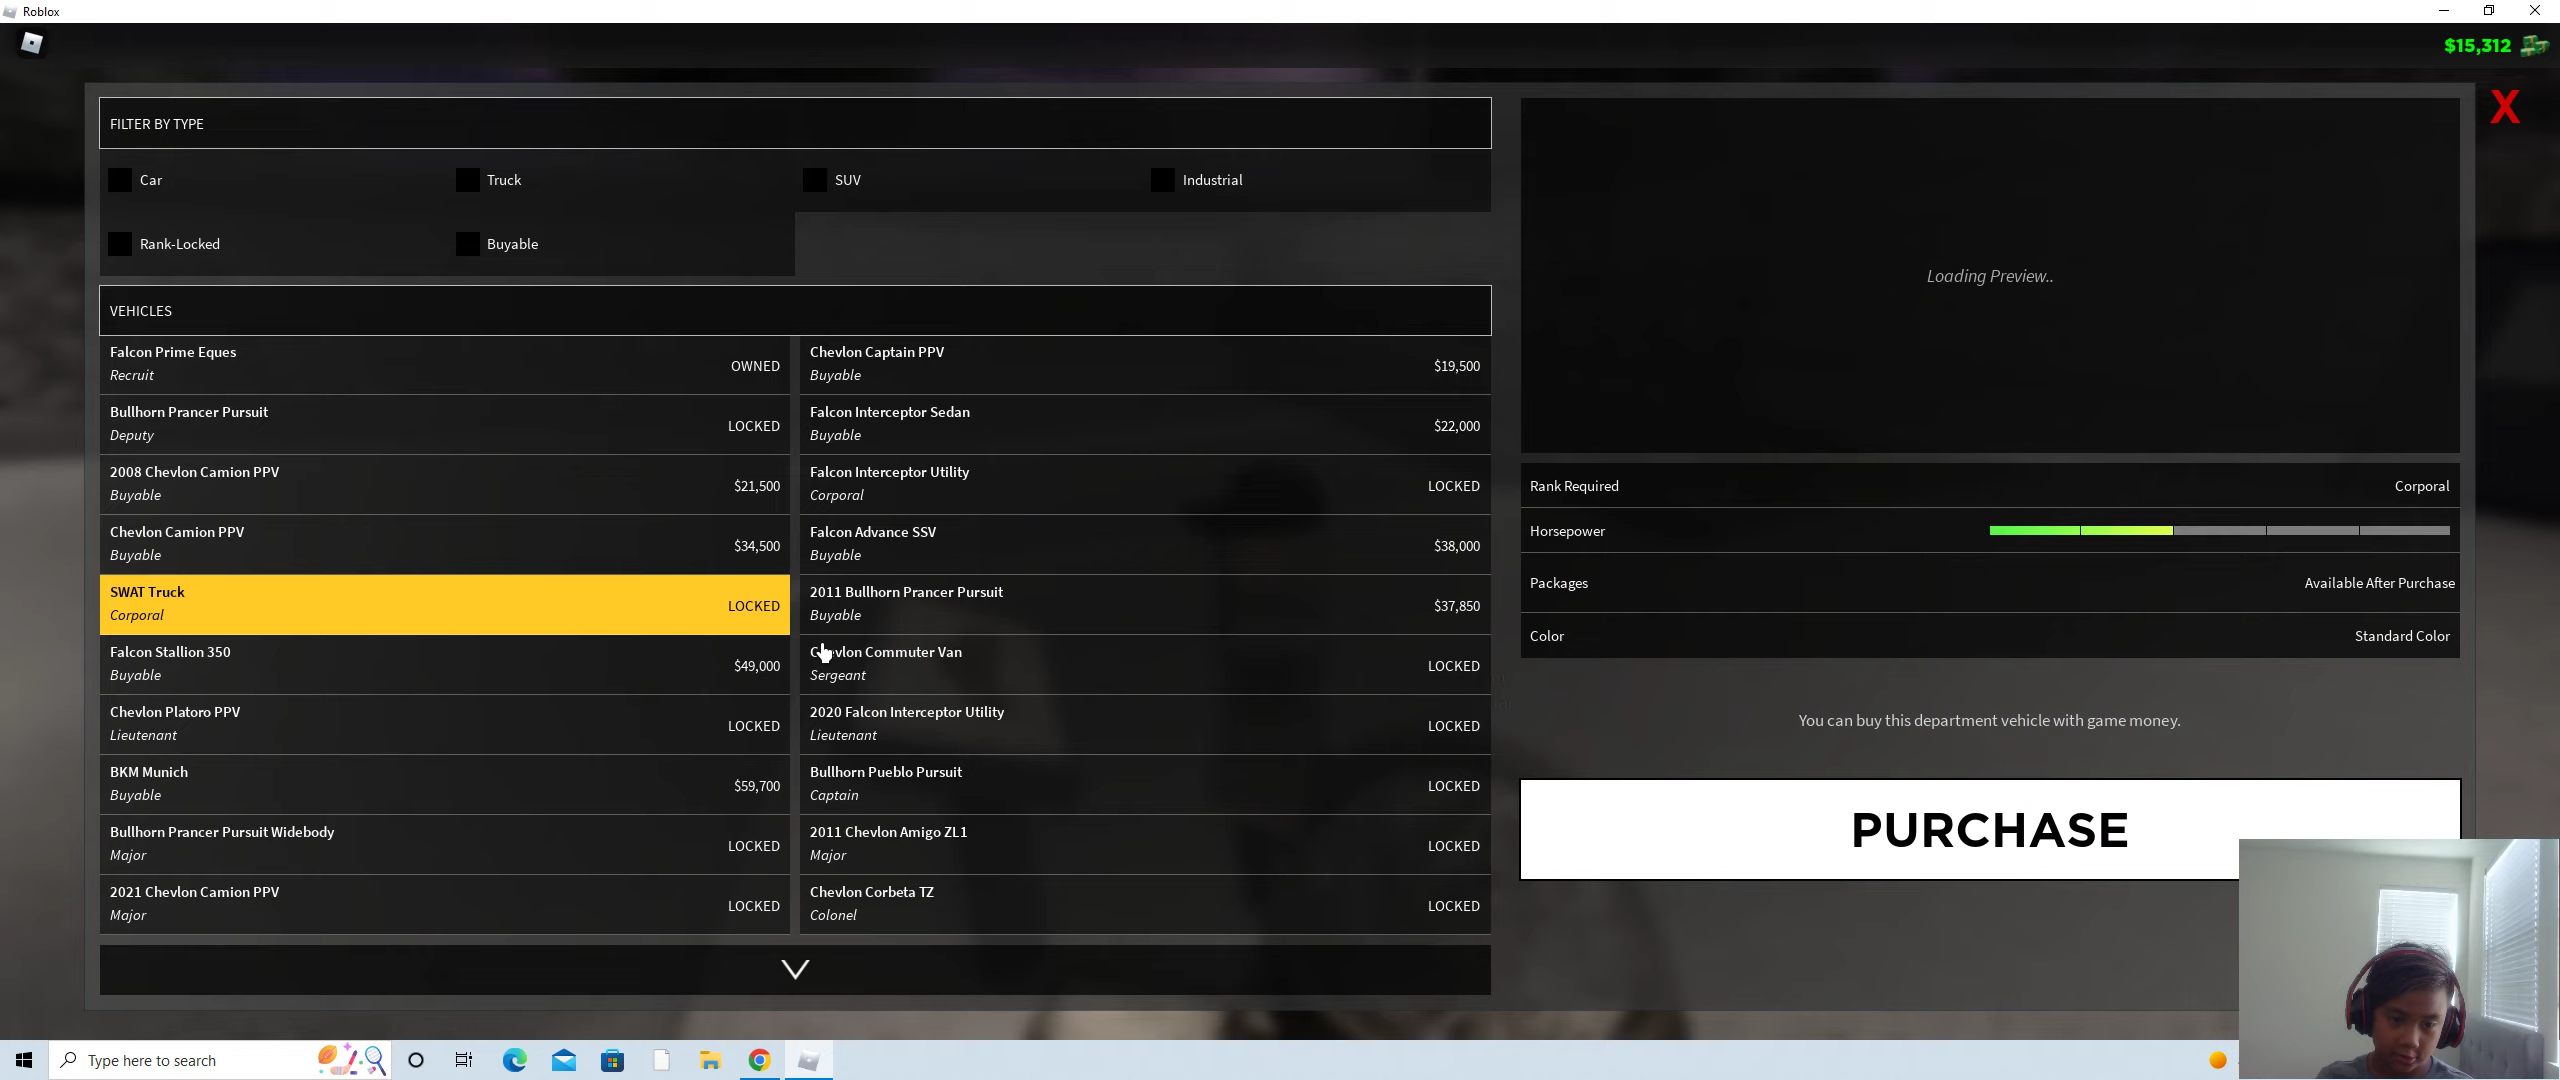 Roblox
$15,312
X
FILTER BY TYPE
Car
Truck
SUV
Industrial
Rank-Locked
Buyable
VEHICLES
Falcon Prime Eques
Recruit
OWNED
Chevlon Captain PPV
Buyable
$19,500
Bullhorn Prancer Pursuit
Deputy
LOCKED
Falcon Interceptor Sedan
Buyable
$22,000
2008 Chevlon Camion PPV
Buyable
$21,500
Falcon Interceptor Utility
Corporal
LOCKED
Chevlon Camion PPV
Buyable
$34,500
Falcon Advance SSV
Buyable
$38,000
SWAT Truck
Corporal
LOCKED
2011 Bullhorn Prancer Pursuit
Buyable
$37,850
Falcon Stallion 350
Buyable
$49,000
Chevlon Commuter Van
Sergeant
LOCKED
Chevlon Platoro PPV
Lieutenant
LOCKED
2020 Falcon Interceptor Utility
Lieutenant
LOCKED
BKM Munich
Buyable
$59,700
Bullhorn Pueblo Pursuit
Captain
LOCKED
Bullhorn Prancer Pursuit Widebody
Major
LOCKED
2011 Chevlon Amigo ZL1
Major
LOCKED
2021 Chevlon Camion PPV
Major
LOCKED
Chevlon Corbeta TZ
Colonel
LOCKED
Loading Preview..
Rank Required
Corporal
Horsepower
Packages
Available After Purchase
Color
Standard Color
You can buy this department vehicle with game money.
PURCHASE
Type here to search